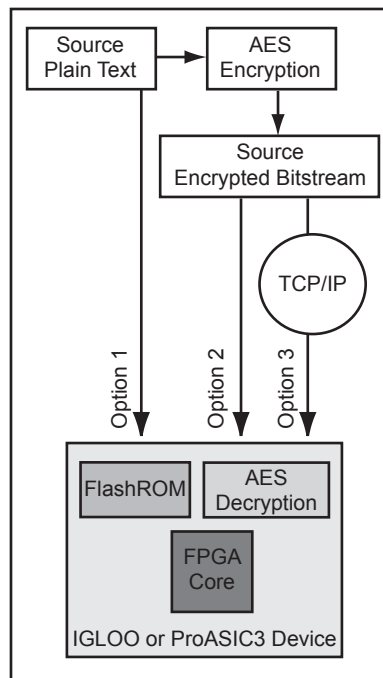 Source
Plain Text
AES
Encryption
Source
Encrypted Bitstream
TCP/IP
Option 1
Option 2
Option 3
FlashROM
AES
Decryption
FPGA
Core
IGLOO or ProASIC3 Device